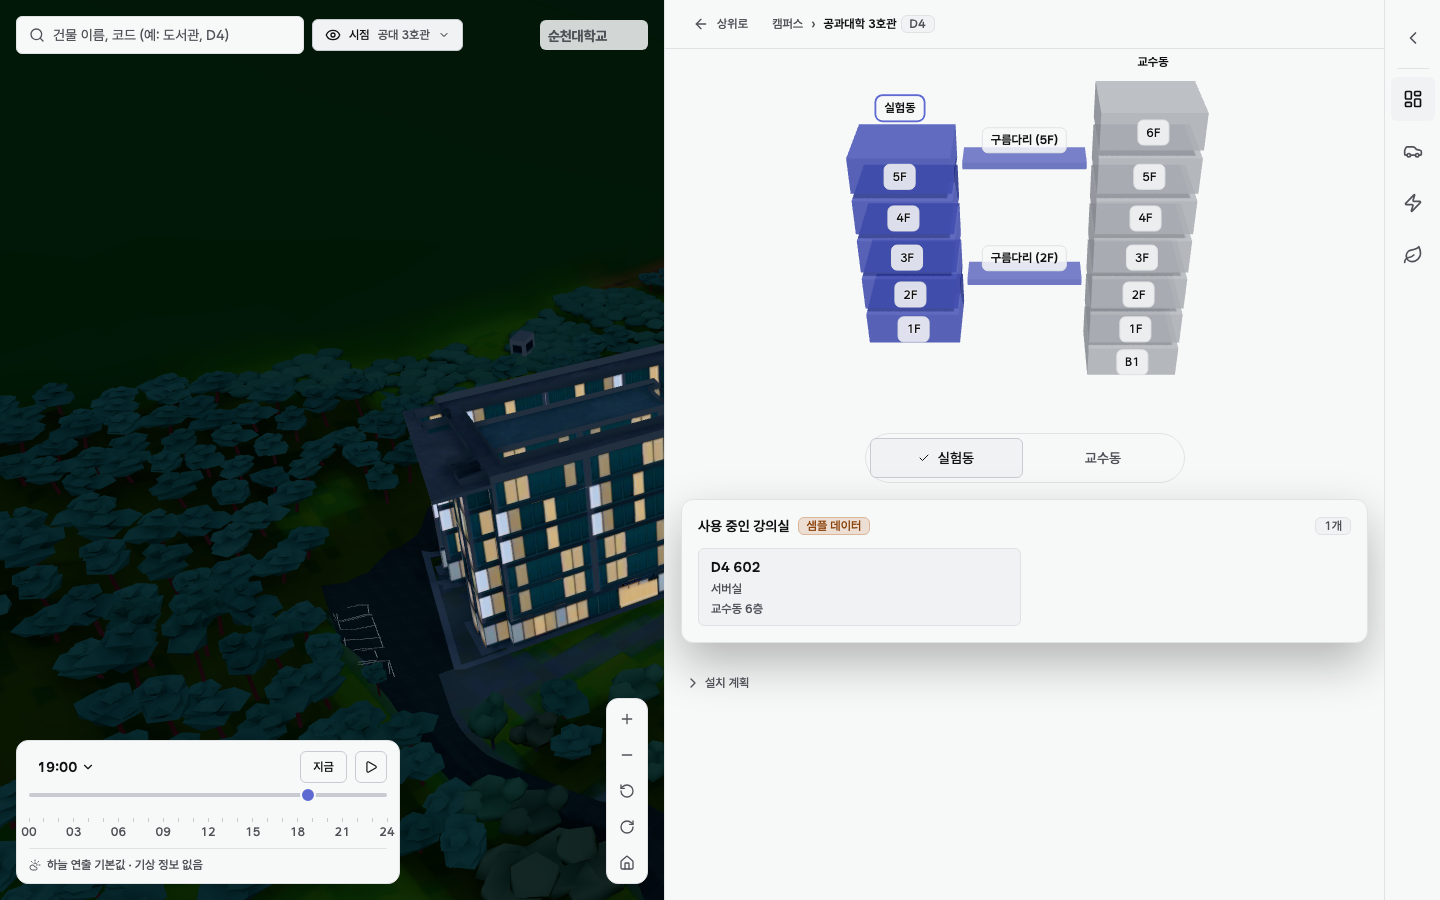 건물 이름, 코드 (예: 도서관, D4)
시점 공대 3호관
순천대학교
상위로 캠퍼스 › 공과대학 3호관 D4
교수동
실험동
구름다리 (5F)
구름다리 (2F)
5F
4F
3F
2F
1F
6F
5F
4F
3F
2F
1F
B1
실험동
교수동
사용 중인 강의실 샘플 데이터 1개
D4 602
서버실
교수동 6층
설치 계획
19:00 지금
00 03 06 09 12 15 18 21 24
하늘 연출 기본값 · 기상 정보 없음